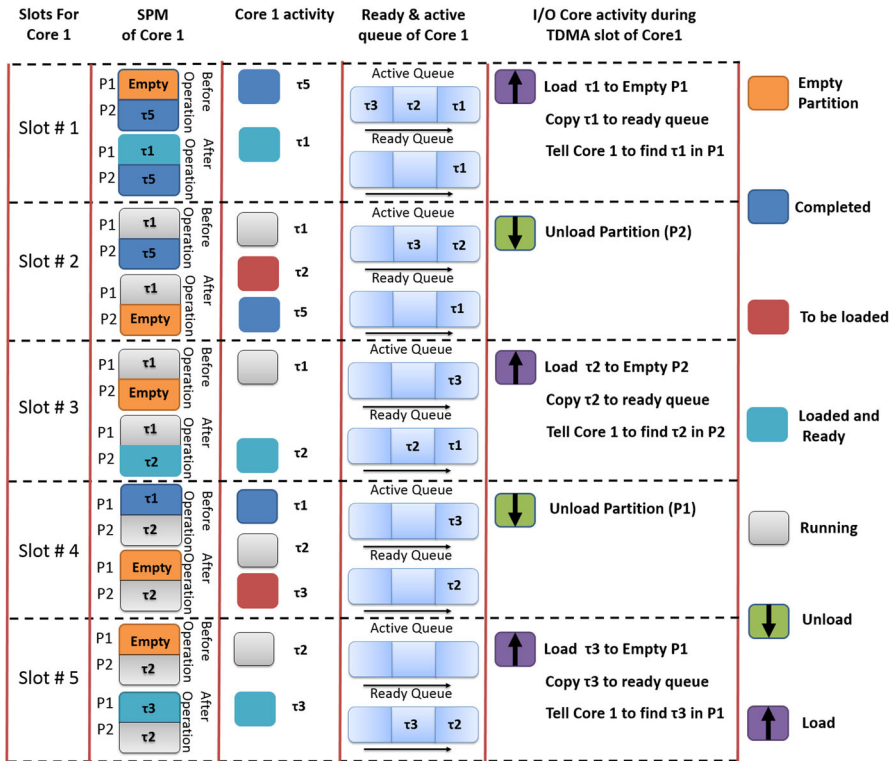 Slots For
Core 1
SPM
of Core 1
Core 1 activity
Ready & active
queue of Core 1
I/O Core activity during
TDMA slot of Core1
Slot # 1
P1 Empty
P2 τ5
Before
Operation
P1 τ1
P2 τ5
After
Operation
τ5
τ1
Active Queue
τ3 τ2 τ1
Ready Queue
τ1
Load τ1 to Empty P1
Copy τ1 to ready queue
Tell Core 1 to find τ1 in P1
Slot # 2
P1 τ1
P2 τ5
Before
Operation
P1 τ1
P2 Empty
After
Operation
τ1
τ2
τ5
Active Queue
τ3 τ2
Ready Queue
τ1
Unload Partition (P2)
Slot # 3
P1 τ1
P2 Empty
Before
Operation
P1 τ1
P2 τ2
After
Operation
τ1
τ2
Active Queue
τ3
Ready Queue
τ2 τ1
Load τ2 to Empty P2
Copy τ2 to ready queue
Tell Core 1 to find τ2 in P2
Slot # 4
P1 τ1
P2 τ2
Before
Operation
P1 Empty
P2 τ2
After
Operation
τ1
τ2
τ3
Active Queue
τ3
Ready Queue
τ2
Unload Partition (P1)
Slot # 5
P1 Empty
P2 τ2
Before
Operation
P1 τ3
P2 τ2
After
Operation
τ2
τ3
Active Queue
Ready Queue
τ3 τ2
Load τ3 to Empty P1
Copy τ3 to ready queue
Tell Core 1 to find τ3 in P1
Empty
Partition
Completed
To be loaded
Loaded and
Ready
Running
Unload
Load